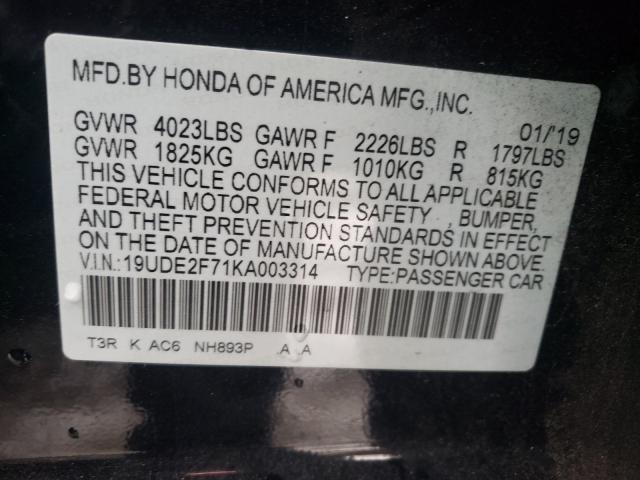 MFD.BY HONDA OF AMERICA MFG.,INC.
01/'19
GVWR 4023LBS GAWR F 2226LBS R 1797LBS
GVWR 1825KG GAWR F 1010KG R 815KG
THIS VEHICLE CONFORMS TO ALL APPLICABLE
FEDERAL MOTOR VEHICLE SAFETY , BUMPER,
AND THEFT PREVENTION STANDARDS IN EFFECT
ON THE DATE OF MANUFACTURE SHOWN ABOVE.
V.I.N.:19UDE2F71KA003314 TYPE:PASSENGER CAR
T3R K AC6 NH893P .A .A